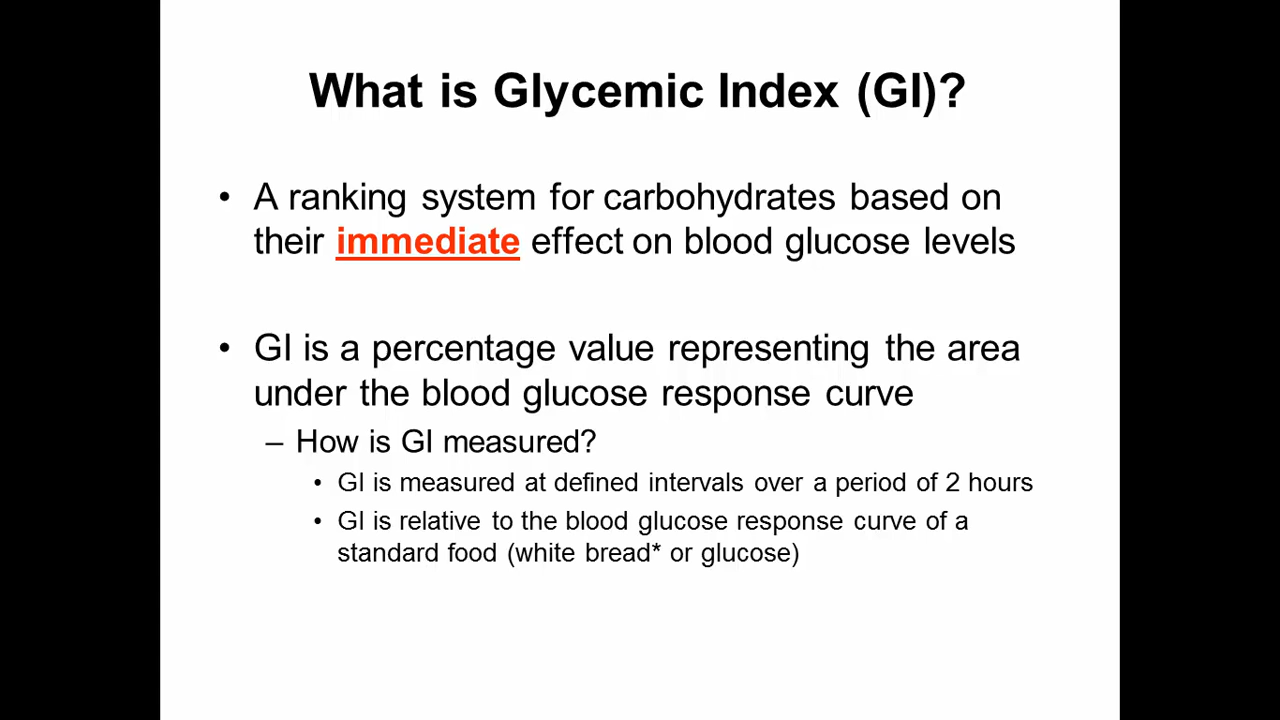 What is Glycemic Index (GI)?
• A ranking system for carbohydrates based on
their immediate effect on blood glucose levels
• GI is a percentage value representing the area
under the blood glucose response curve
– How is GI measured?
• GI is measured at defined intervals over a period of 2 hours
• GI is relative to the blood glucose response curve of a
standard food (white bread* or glucose)